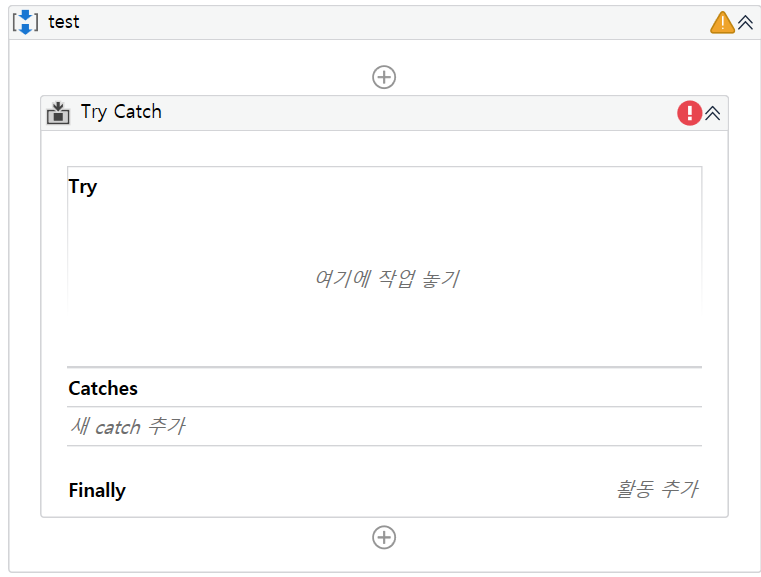 test
Try Catch
Try
여기에 작업 놓기
Catches
새 catch 추가
Finally 활동 추가